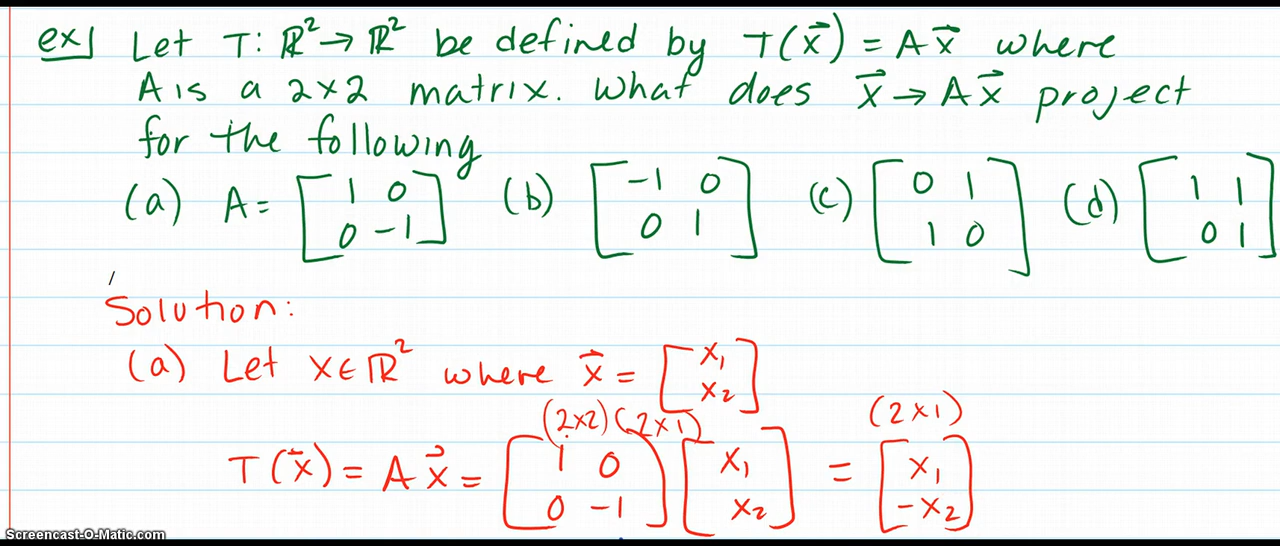 ex1 Let T: ℝ² → ℝ² be defined by T(x⃗) = Ax⃗ where
A is a 2×2 matrix. What does x⃗ → Ax⃗ project
for the following
(a) A = [1 0; 0 -1] (b) [-1 0; 0 1] (c) [0 1; 1 0] (d) [1 1; 0 1]
Solution:
(a) Let x ∈ ℝ² where x⃗ = [x₁; x₂]
(2×2)(2×1) (2×1)
T(x⃗) = Ax⃗ = [1 0; 0 -1][x₁; x₂] = [x₁; -x₂]
Screencast-O-Matic.com